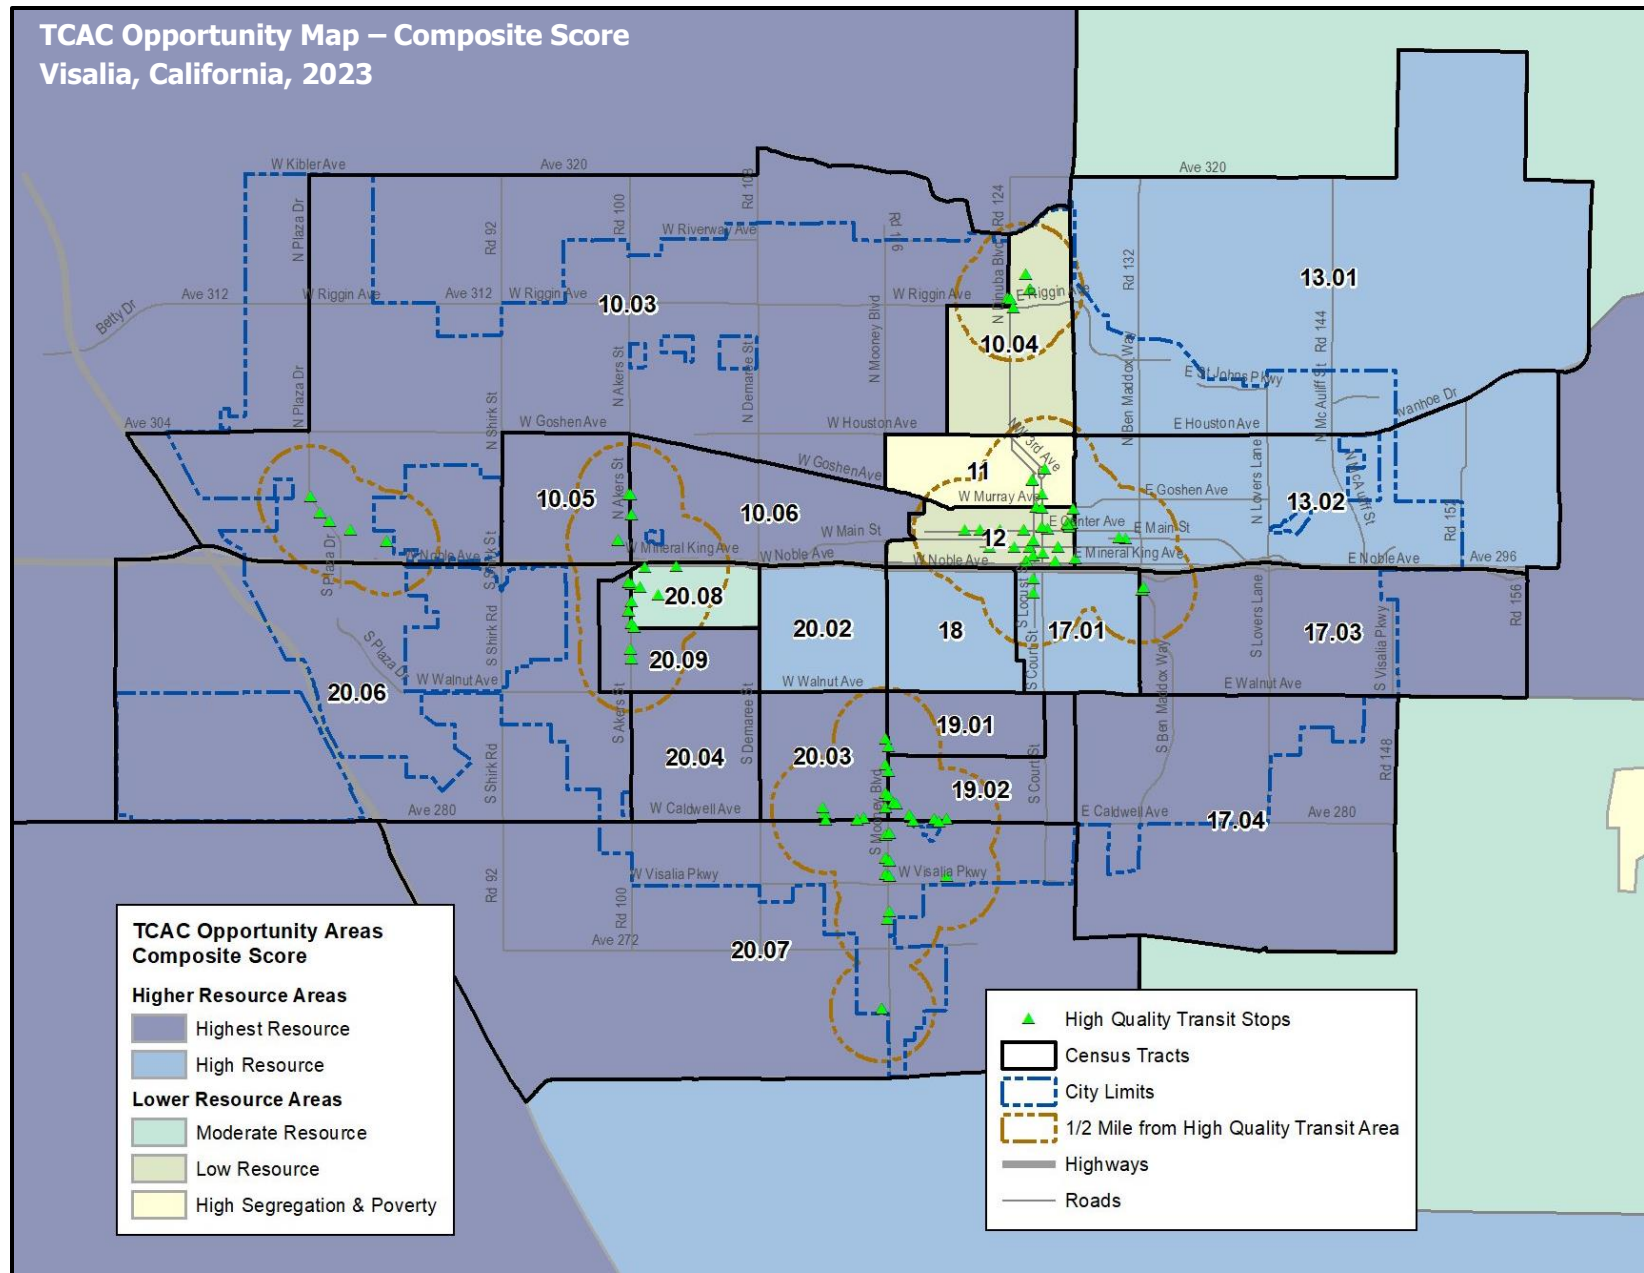 TCAC Opportunity Map – Composite Score
Visalia, California, 2023
W Kibler Ave
Ave 320
Ave 320
N Plaza Dr
Rd 92
Rd 100
Rd 108
W Riverway Ave
Rd 124
N Dinuba Blvd
Rd 132
13.01
Ave 312
W Riggin Ave
Ave 312
W Riggin Ave
10.03
W Riggin Ave
E Riggin Ave
Betty Dr
N Mooney Blvd
10.04
N Ben Maddox Way
N Mc Auliff St
Rd 144
N Plaza Dr
N Shirk St
N Akers St
N Demaree St
E St Johns Pkwy
Ivanhoe Dr
Ave 304
W Goshen Ave
W Houston Ave
E Houston Ave
NW 3rd Ave
W Goshen Ave
11
10.05
N Akers St
10.06
W Murray Ave
E Goshen Ave
N Lovers Lane
13.02
N McAuliff St
Rd 152
W Main St
12
E Center Ave
E Main St
W Mineral King Ave
W Noble Ave
W Noble Ave
W Noble Ave
E Mineral King Ave
E Noble Ave
Ave 296
S Plaza Dr
S Shirk St
20.08
20.02
18
S Locust St
17.01
17.03
S Lovers Lane
S Visalia Pkwy
Rd 156
S Plaza Dr
S Shirk Rd
20.09
S Court St
S Ben Maddox Way
20.06
W Walnut Ave
W Walnut Ave
E Walnut Ave
S Akers St
S Demaree St
19.01
20.04
20.03
S Mooney Blvd
19.02
S Court St
Rd 148
S Shirk Rd
Ave 280
W Caldwell Ave
E Caldwell Ave
17.04
Ave 280
Rd 92
Rd 100
W Visalia Pkwy
W Visalia Pkwy
Ave 272
20.07
TCAC Opportunity Areas
Composite Score
Higher Resource Areas
Highest Resource
High Resource
Lower Resource Areas
Moderate Resource
Low Resource
High Segregation & Poverty
High Quality Transit Stops
Census Tracts
City Limits
1/2 Mile from High Quality Transit Area
Highways
Roads